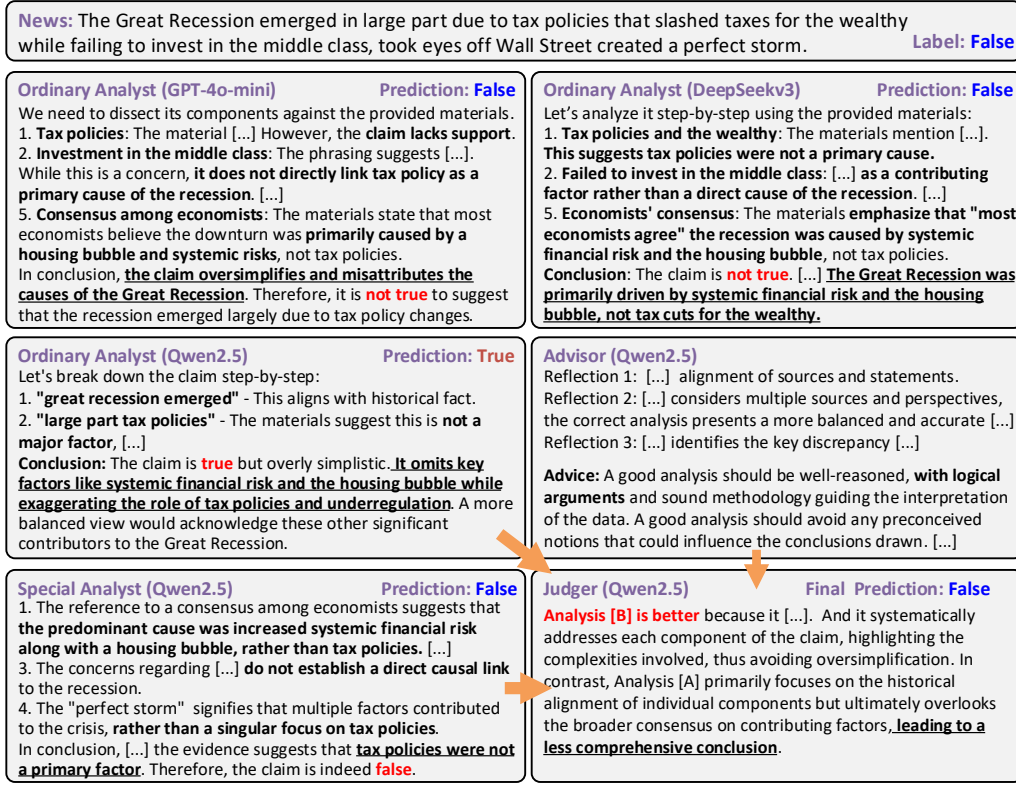 News: The Great Recession emerged in large part due to tax policies that slashed taxes for the wealthy
while failing to invest in the middle class, took eyes off Wall Street created a perfect storm.
Label: False
Ordinary Analyst (GPT-4o-mini) Prediction: False
We need to dissect its components against the provided materials.
1. Tax policies: The material [...] However, the claim lacks support.
2. Investment in the middle class: The phrasing suggests [...].
While this is a concern, it does not directly link tax policy as a
primary cause of the recession. [...]
5. Consensus among economists: The materials state that most
economists believe the downturn was primarily caused by a
housing bubble and systemic risks, not tax policies.
In conclusion, the claim oversimplifies and misattributes the
causes of the Great Recession. Therefore, it is not true to suggest
that the recession emerged largely due to tax policy changes.
Ordinary Analyst (DeepSeekv3) Prediction: False
Let's analyze it step-by-step using the provided materials:
1. Tax policies and the wealthy: The materials mention [...].
This suggests tax policies were not a primary cause.
2. Failed to invest in the middle class: [...] as a contributing
factor rather than a direct cause of the recession. [...]
5. Economists' consensus: The materials emphasize that "most
economists agree" the recession was caused by systemic
financial risk and the housing bubble, not tax policies.
Conclusion: The claim is not true. [...] The Great Recession was
primarily driven by systemic financial risk and the housing
bubble, not tax cuts for the wealthy.
Ordinary Analyst (Qwen2.5) Prediction: True
Let's break down the claim step-by-step:
1. "great recession emerged" - This aligns with historical fact.
2. "large part tax policies" - The materials suggest this is not a
major factor, [...]
Conclusion: The claim is true but overly simplistic. It omits key
factors like systemic financial risk and the housing bubble while
exaggerating the role of tax policies and underregulation. A more
balanced view would acknowledge these other significant
contributors to the Great Recession.
Advisor (Qwen2.5)
Reflection 1: [...] alignment of sources and statements.
Reflection 2: [...] considers multiple sources and perspectives,
the correct analysis presents a more balanced and accurate [...]
Reflection 3: [...] identifies the key discrepancy [...]
Advice: A good analysis should be well-reasoned, with logical
arguments and sound methodology guiding the interpretation
of the data. A good analysis should avoid any preconceived
notions that could influence the conclusions drawn. [...]
Special Analyst (Qwen2.5) Prediction: False
1. The reference to a consensus among economists suggests that
the predominant cause was increased systemic financial risk
along with a housing bubble, rather than tax policies. [...]
3. The concerns regarding [...] do not establish a direct causal link
to the recession.
4. The "perfect storm" signifies that multiple factors contributed
to the crisis, rather than a singular focus on tax policies.
In conclusion, [...] the evidence suggests that tax policies were not
a primary factor. Therefore, the claim is indeed false.
Judger (Qwen2.5) Final Prediction: False
Analysis [B] is better because it [...]. And it systematically
addresses each component of the claim, highlighting the
complexities involved, thus avoiding oversimplification. In
contrast, Analysis [A] primarily focuses on the historical
alignment of individual components but ultimately overlooks
the broader consensus on contributing factors, leading to a
less comprehensive conclusion.